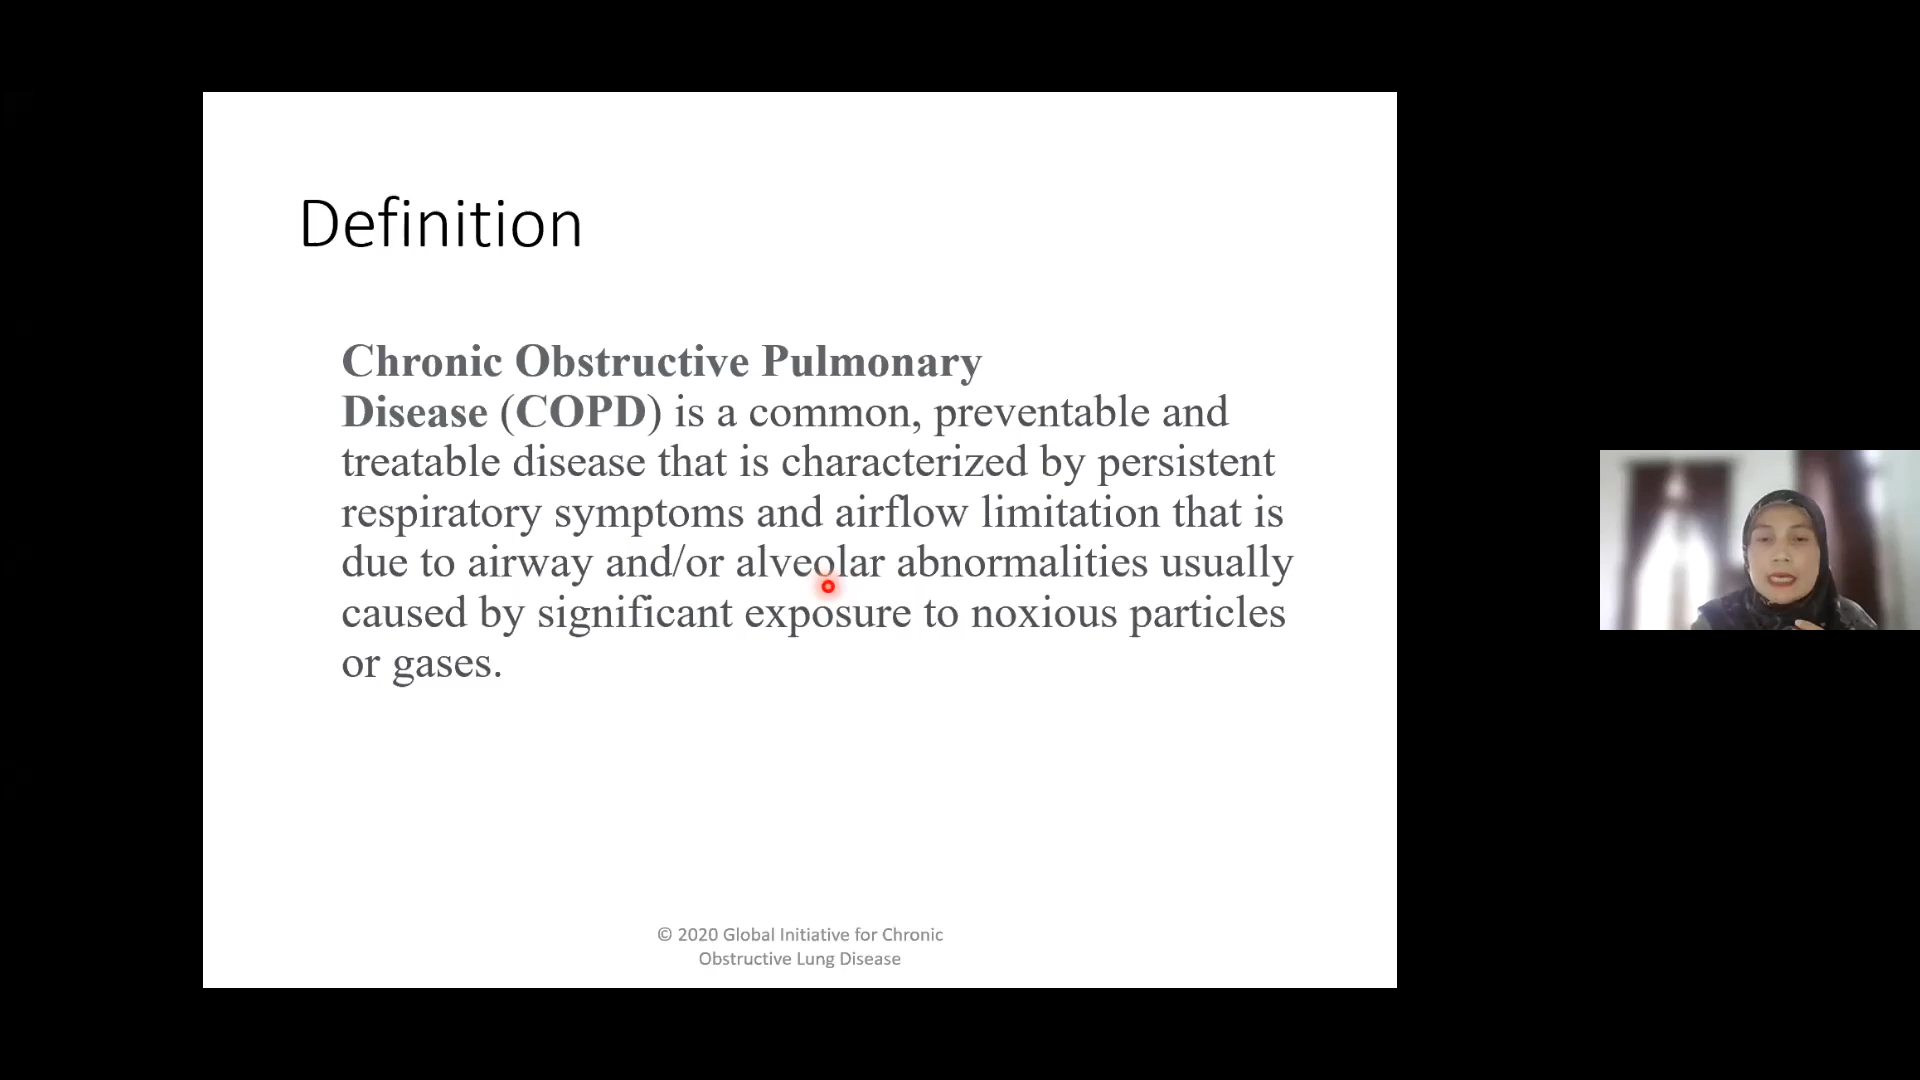 Definition
Chronic Obstructive Pulmonary
Disease (COPD) is a common, preventable and
treatable disease that is characterized by persistent
respiratory symptoms and airflow limitation that is
due to airway and/or alveolar abnormalities usually
caused by significant exposure to noxious particles
or gases.
© 2020 Global Initiative for Chronic
Obstructive Lung Disease